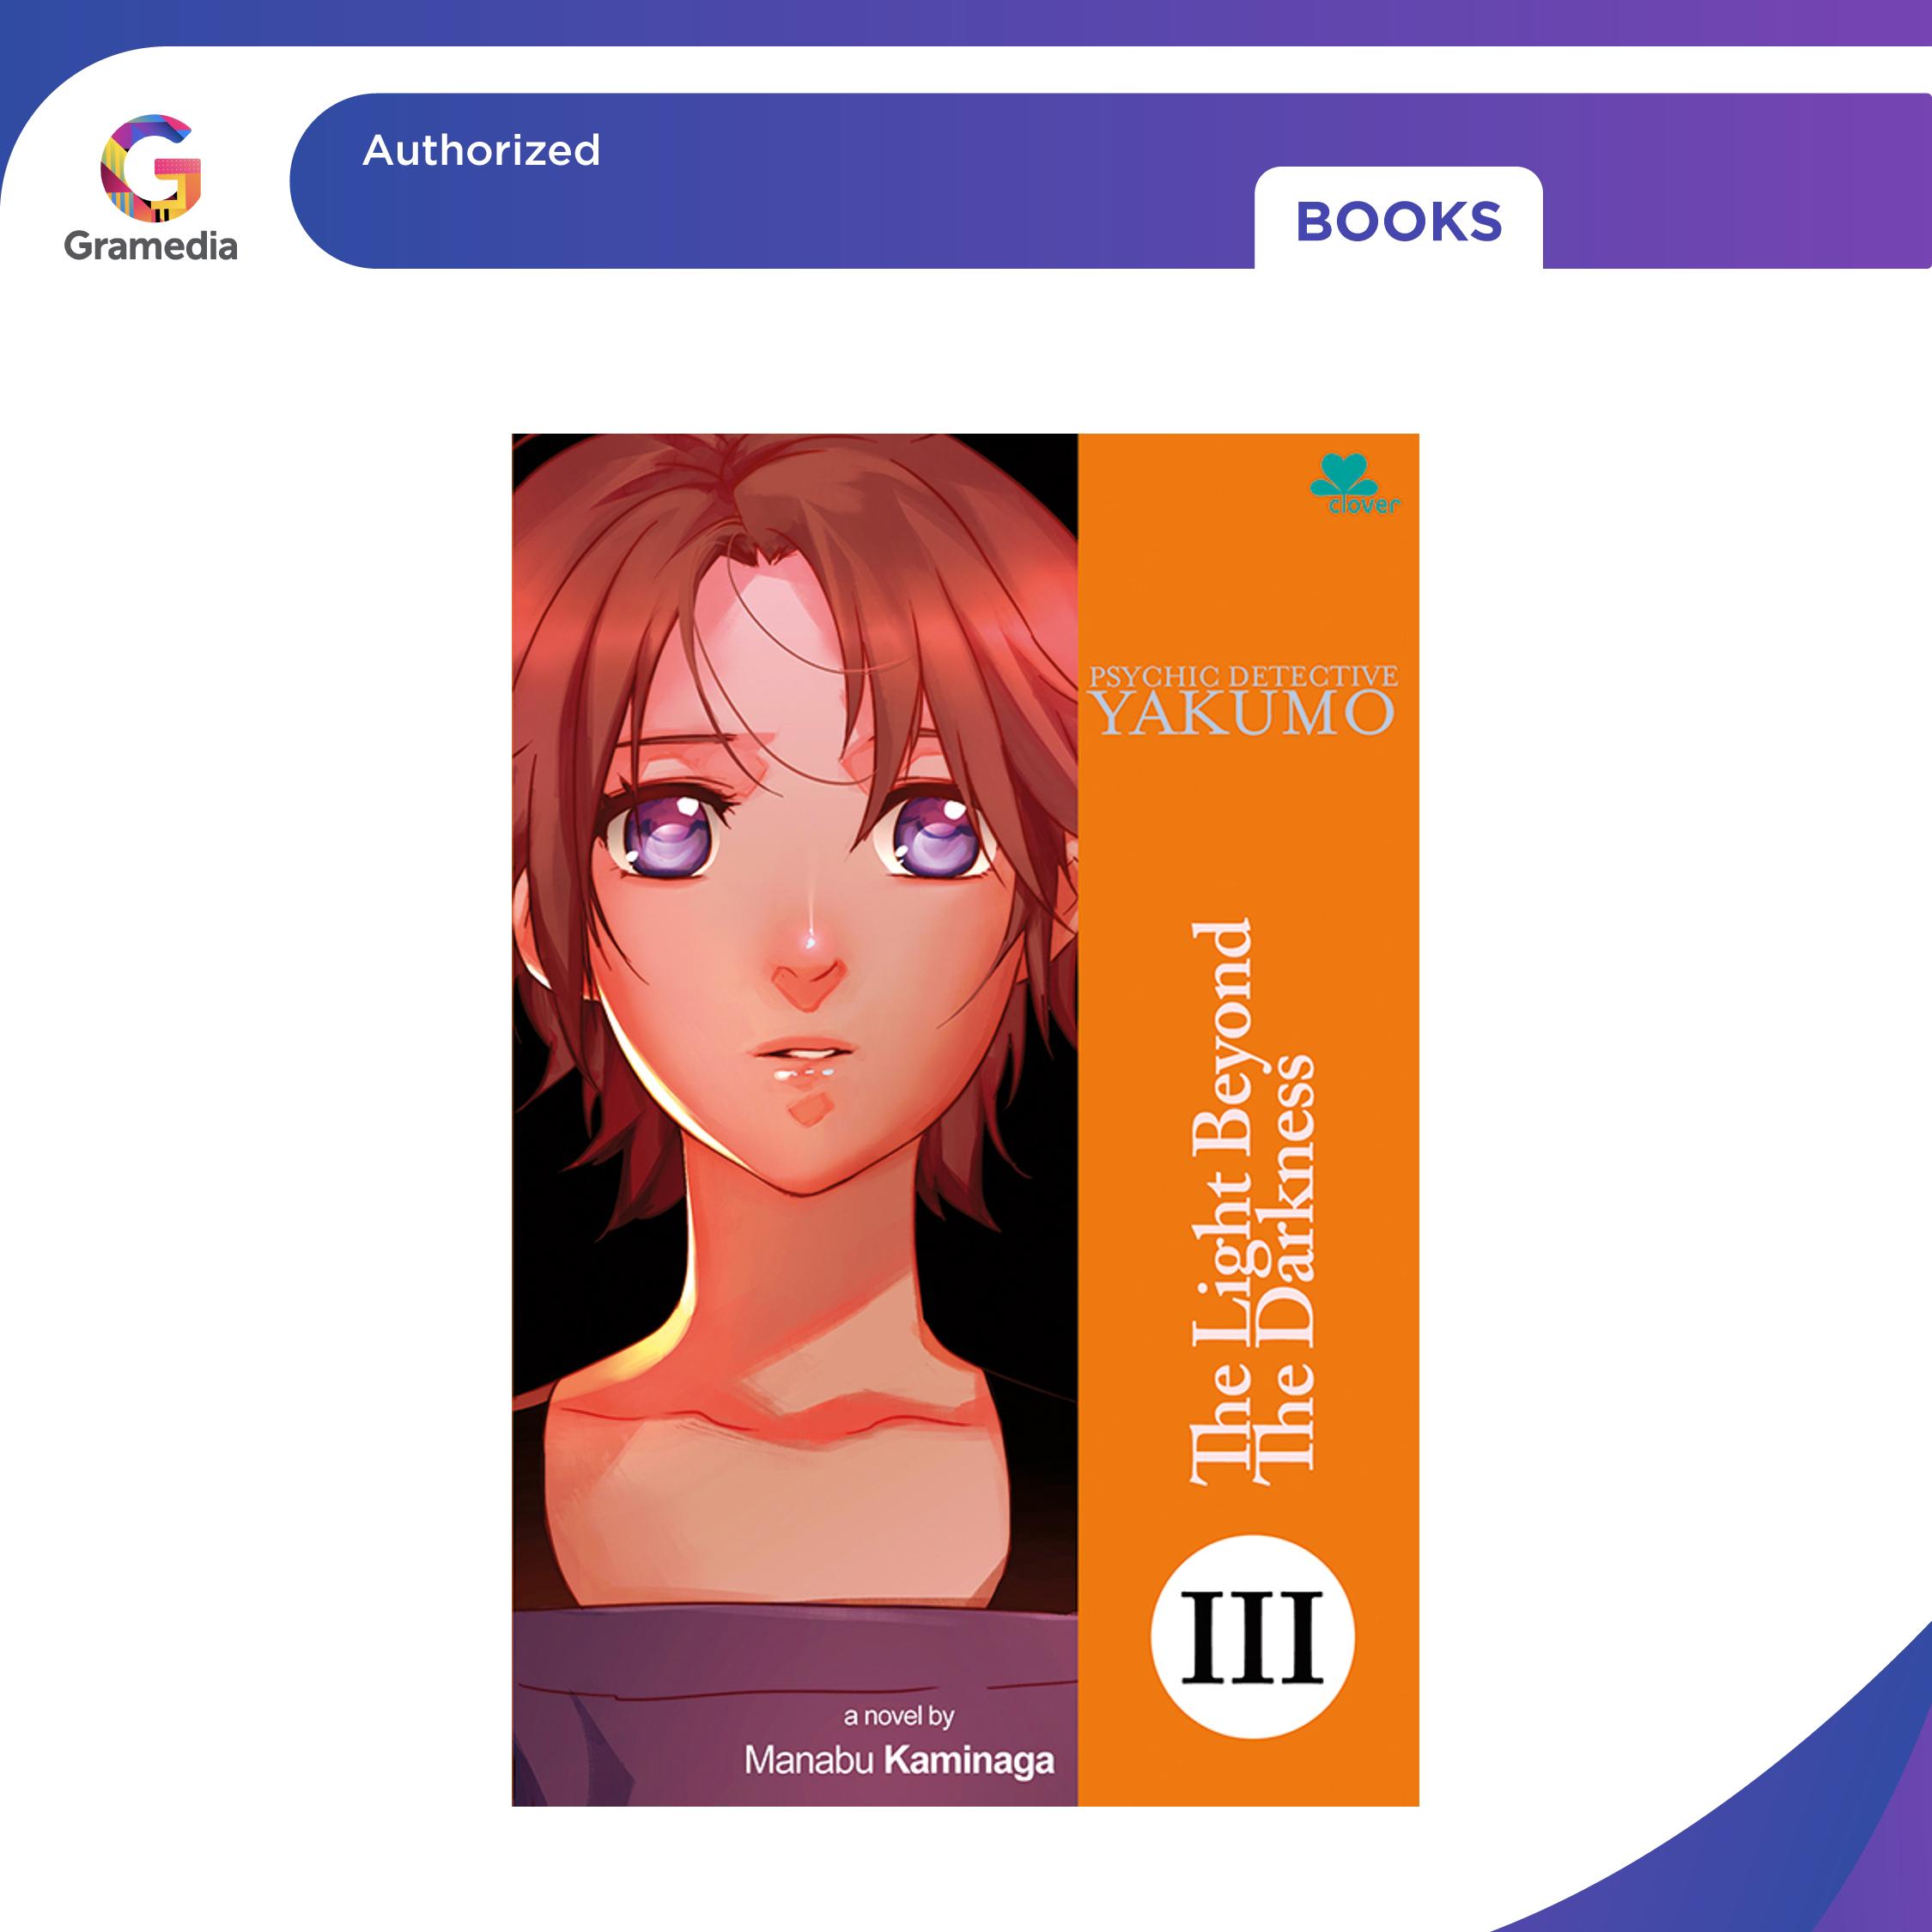 Authorized
Gramedia
BOOKS
clover
PSYCHIC DETECTIVE
YAKUMO
The Light Beyond
The Darkness
III
a novel by
Manabu Kaminaga